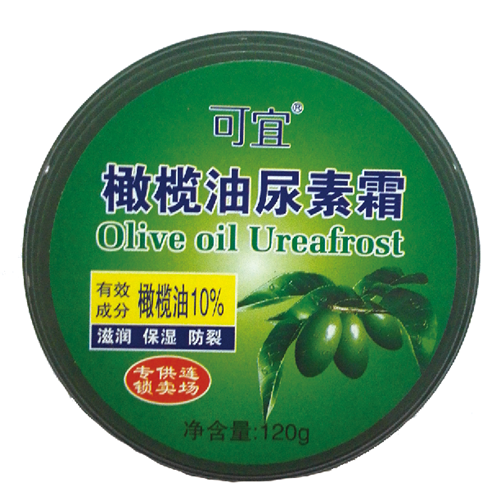 可宜®
橄榄油尿素霜
Olive oil Ureafrost
有效成分 橄榄油10%
滋润 保湿 防裂
专供连
锁卖场
净含量:120g